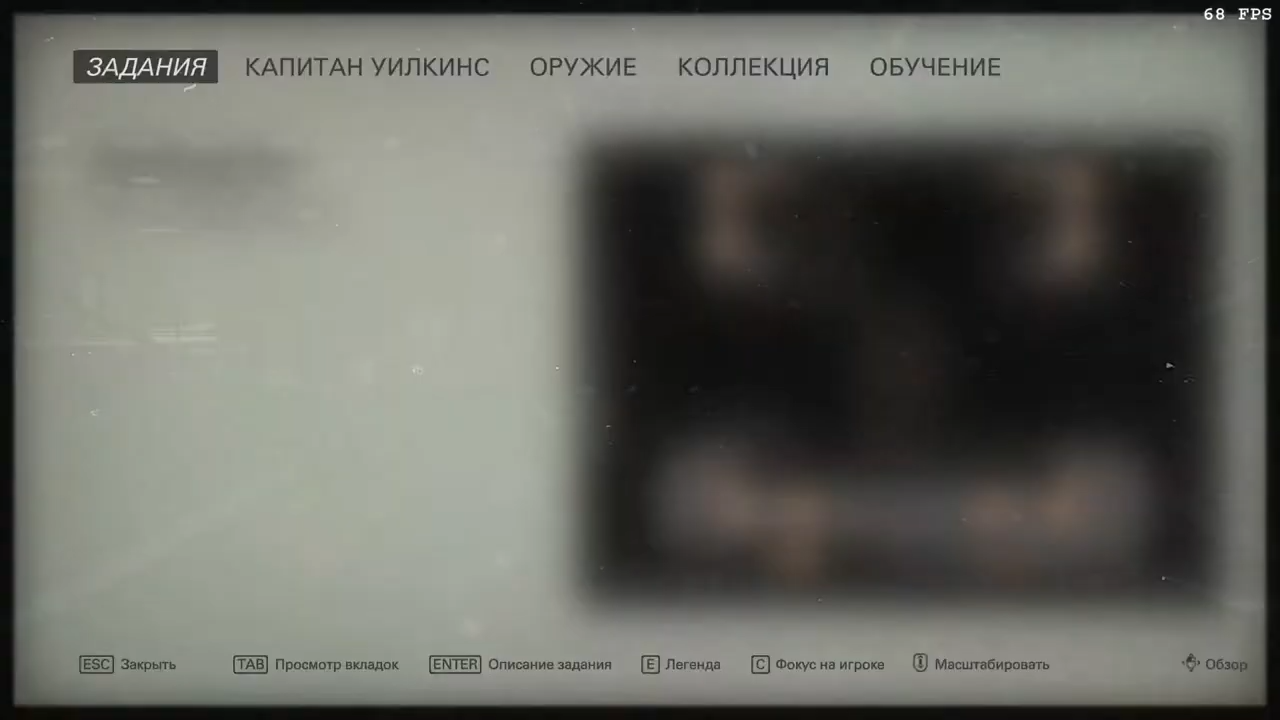 68 FPS
ЗАДАНИЯ КАПИТАН УИЛКИНС ОРУЖИЕ КОЛЛЕКЦИЯ ОБУЧЕНИЕ
ESC Закрыть TAB Просмотр вкладок ENTER Описание задания E Легенда C Фокус на игроке Масштабировать Обзор